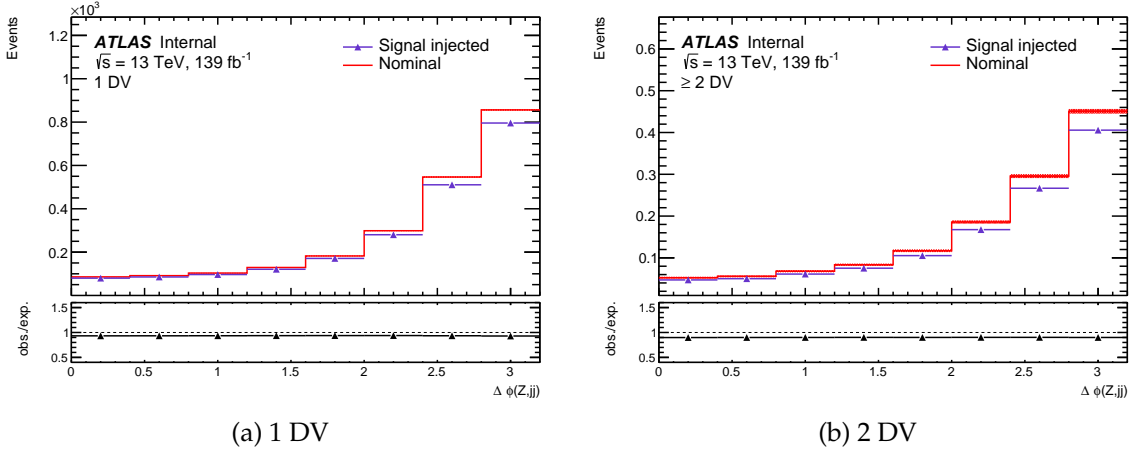 ×10³
Events
1.2
1
0.8
0.6
0.4
0.2
ATLAS Internal
√s = 13 TeV, 139 fb⁻¹
1 DV
Signal injected
Nominal
obs./exp.
1.5
1
0.5
0 0.5 1 1.5 2 2.5 3
Δ ϕ(Z,jj)
(a) 1 DV
Events
0.6
0.5
0.4
0.3
0.2
0.1
ATLAS Internal
√s = 13 TeV, 139 fb⁻¹
≥ 2 DV
Signal injected
Nominal
obs./exp.
1.5
1
0.5
0 0.5 1 1.5 2 2.5 3
Δ ϕ(Z,jj)
(b) 2 DV